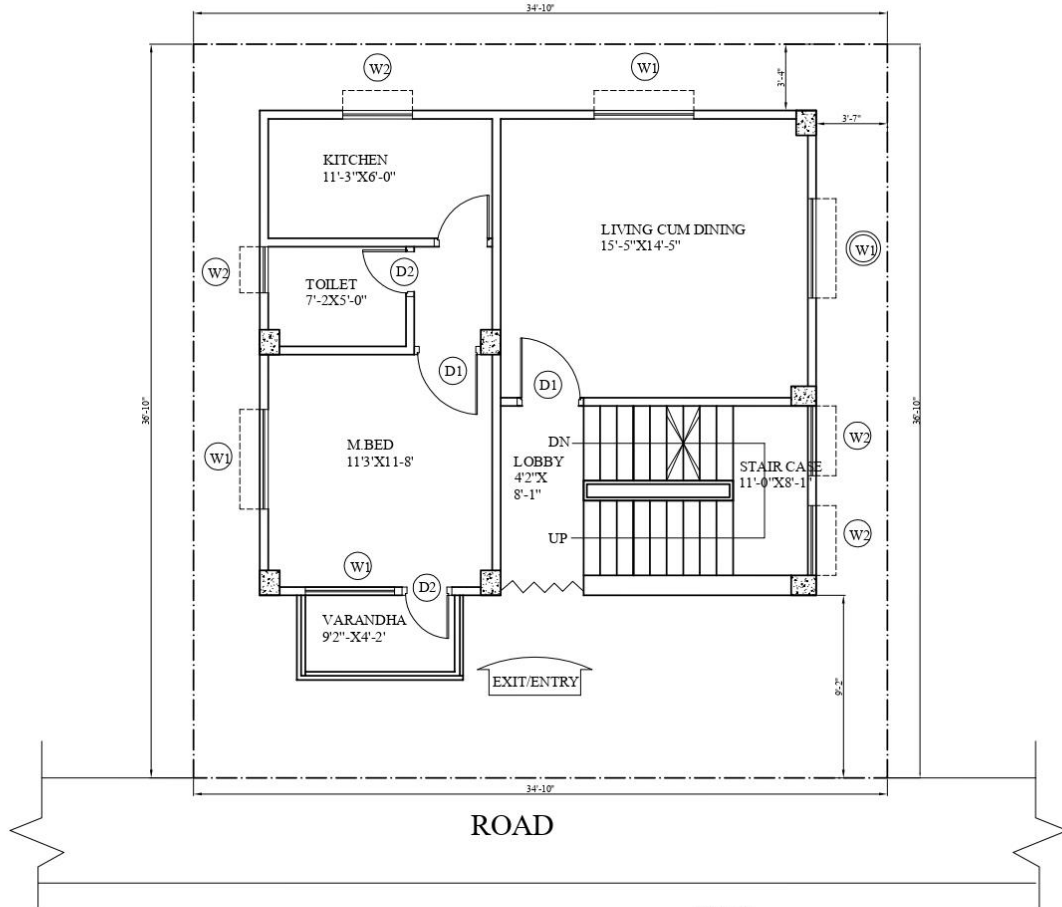 34'-10"
W2
W1
3'-4"
3'-7"
KITCHEN
11'-3"X6'-0"
LIVING CUM DINING
15'-5"X14'-5"
W1
W2
D2
TOILET
7'-2X5'-0"
36'-10"
36'-10"
D1
D1
W1
M.BED
11'3'X11-8'
DN
LOBBY
4'2"X
8'-1"
STAIR CASE
11'-0"X8'-1"
W2
UP
W2
W1
D2
VARANDHA
9'2"-X4'-2'
EXIT/ENTRY
9'-2"
34'-10"
ROAD